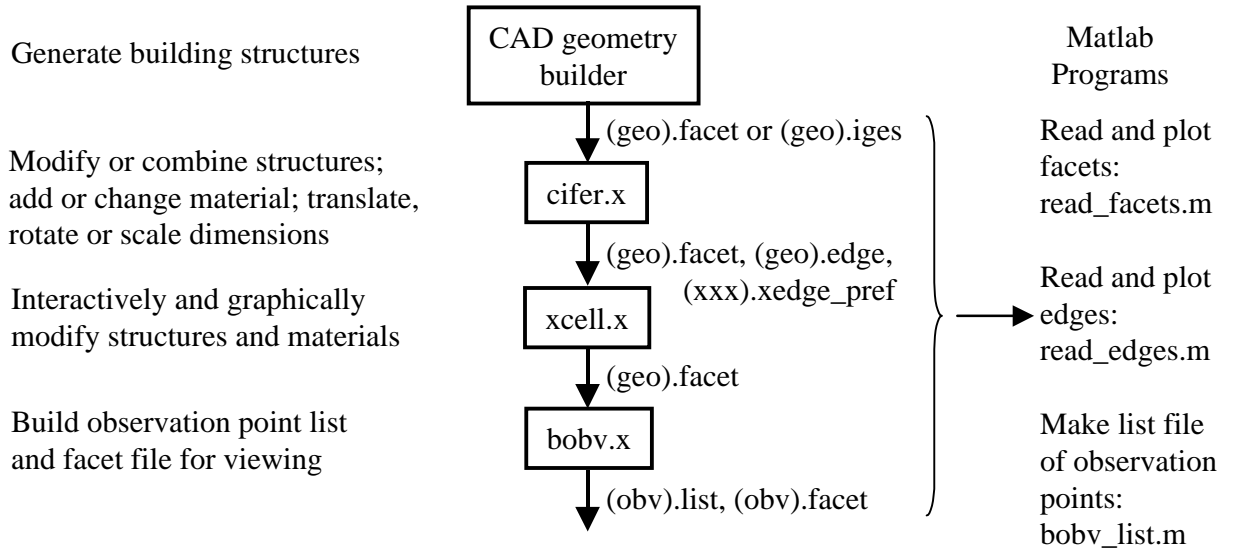 Generate building structures
CAD geometry
builder
Matlab
Programs
(geo).facet or (geo).iges
Modify or combine structures;
add or change material; translate,
rotate or scale dimensions
cifer.x
Read and plot
facets:
read_facets.m
(geo).facet, (geo).edge,
(xxx).xedge_pref
Interactively and graphically
modify structures and materials
xcell.x
Read and plot
edges:
read_edges.m
(geo).facet
Build observation point list
and facet file for viewing
bobv.x
Make list file
of observation
points:
bobv_list.m
(obv).list, (obv).facet